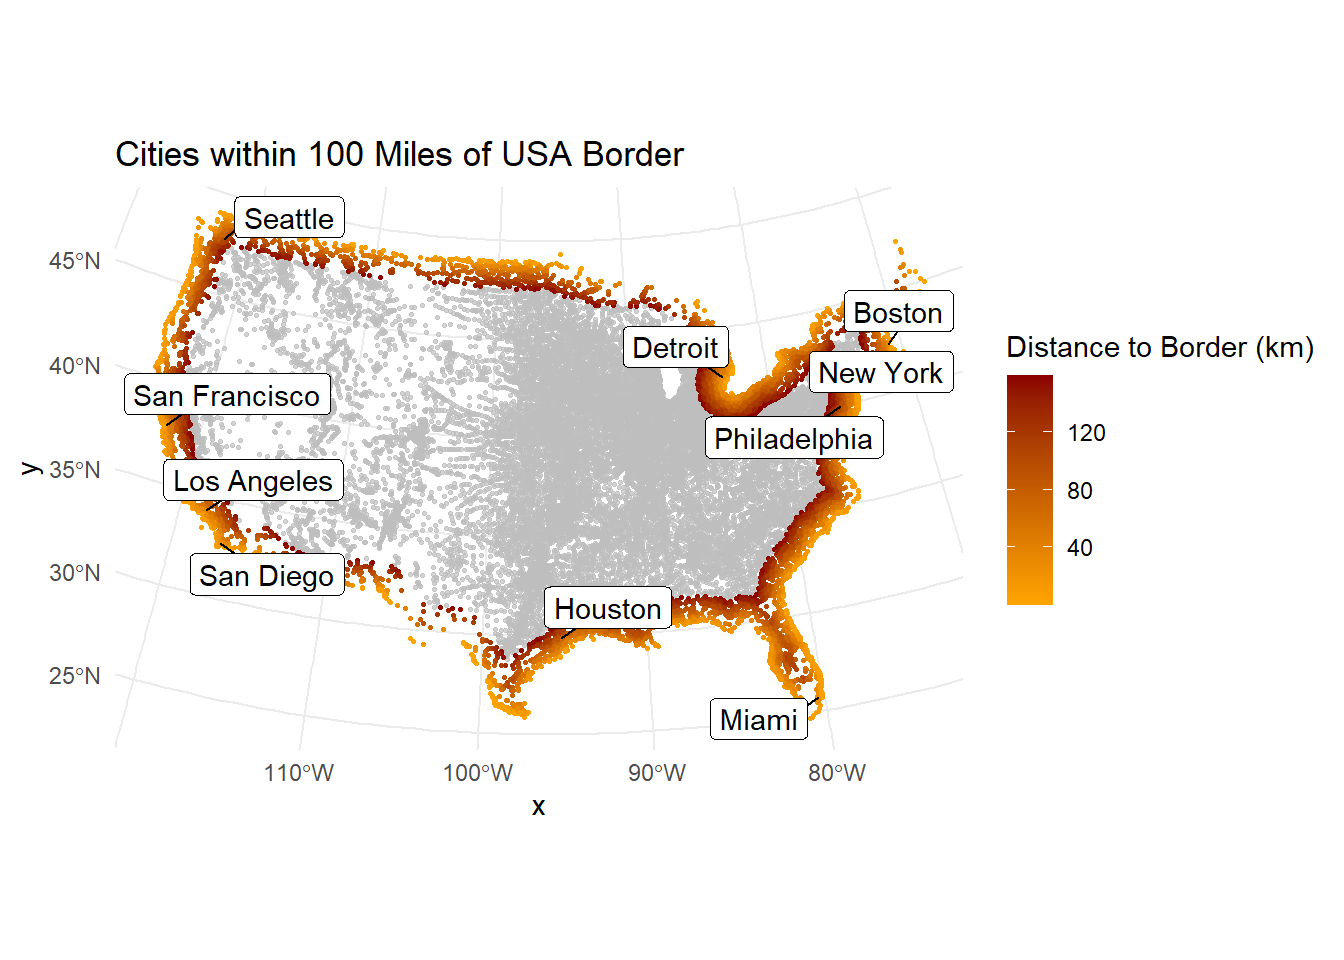 Cities within 100 Miles of USA Border
Seattle
45°N
Boston
Distance to Border (km)
Detroit
40°N
New York
San Francisco
120
Philadelphia
y
35°N
Los Angeles
80
40
30°N
San Diego
Houston
25°N
Miami
110°W 100°W 90°W 80°W
x